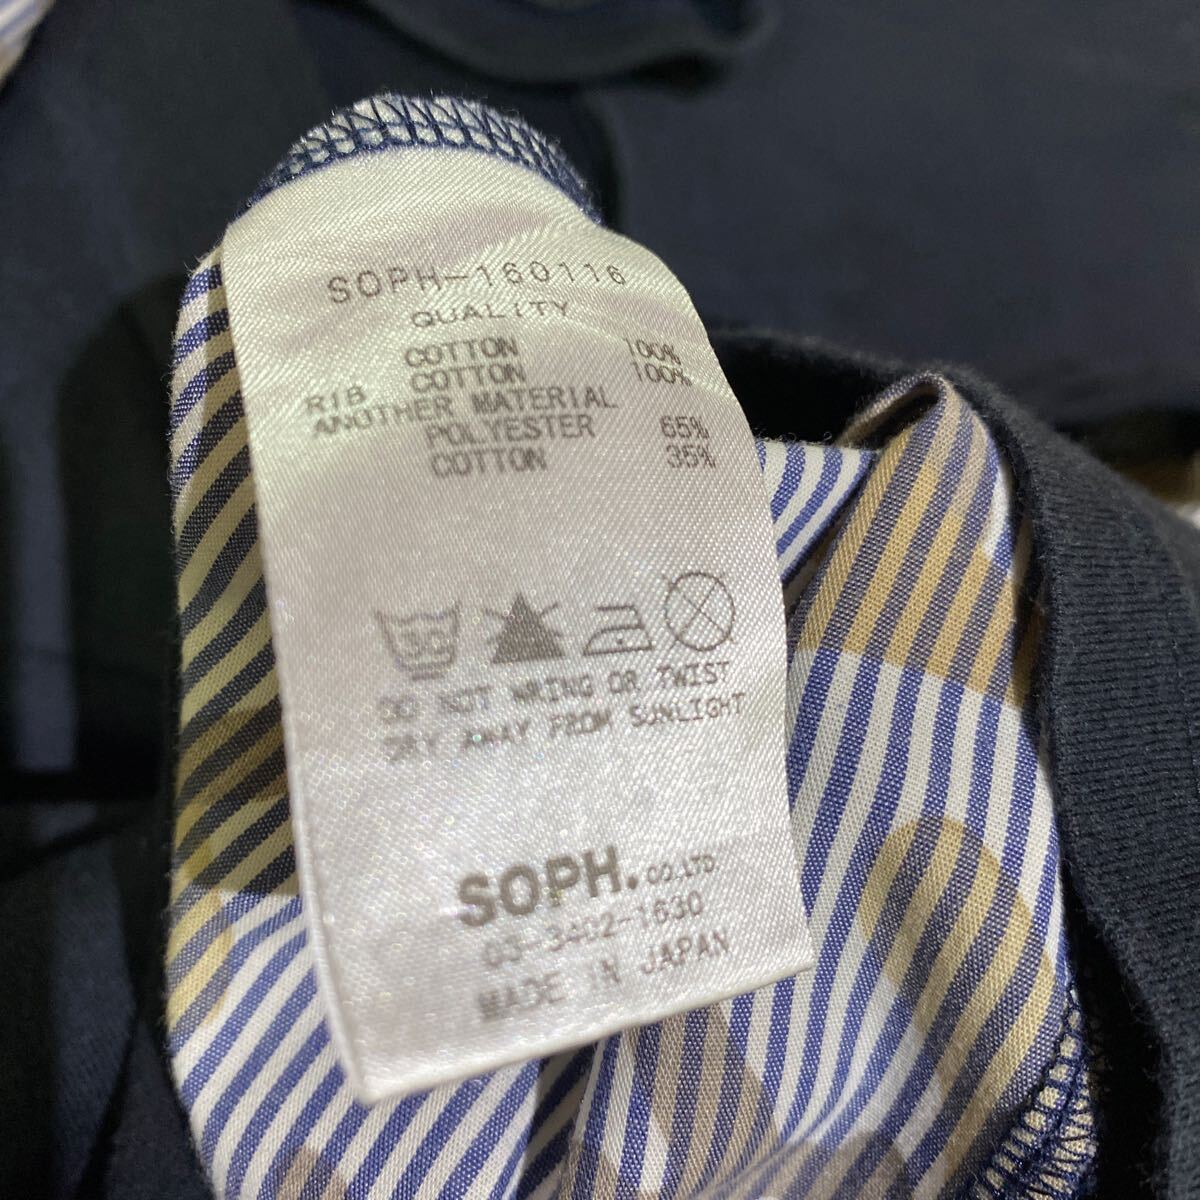 SOPH-160116
QUALITY
COTTON 100%
RIB COTTON 100%
ANOTHER MATERIAL
POLYESTER 65%
COTTON 35%
DO NOT WRING OR TWIST
DRY AWAY FROM SUNLIGHT
SOPH. CO.,LTD.
03-3402-1630
MADE IN JAPAN